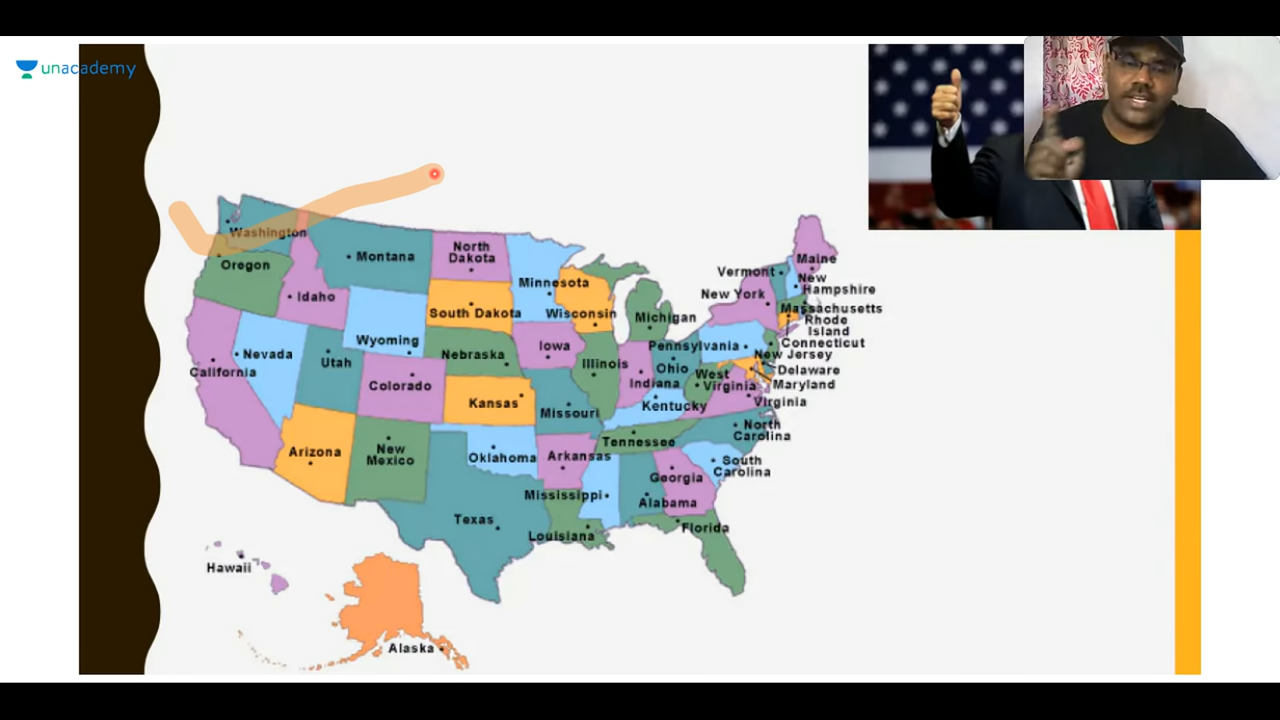 unacademy
Washington
Oregon
Montana
North
Dakota
Idaho
Minnesota
South Dakota
Wisconsin
Wyoming
Nebraska
Iowa
Michigan
Nevada
Utah
California
Colorado
Kansas
Missouri
Illinois
Indiana
Ohio
Pennsylvania
West
Virginia
Kentucky
Virginia
Vermont
Maine
New
Hampshire
New York
Massachusetts
Rhode
Island
Connecticut
New Jersey
Delaware
Maryland
North
Carolina
Tennessee
Arizona
New
Mexico
Oklahoma
Arkansas
South
Carolina
Georgia
Mississippi
Alabama
Texas
Louisiana
Florida
Hawaii
Alaska